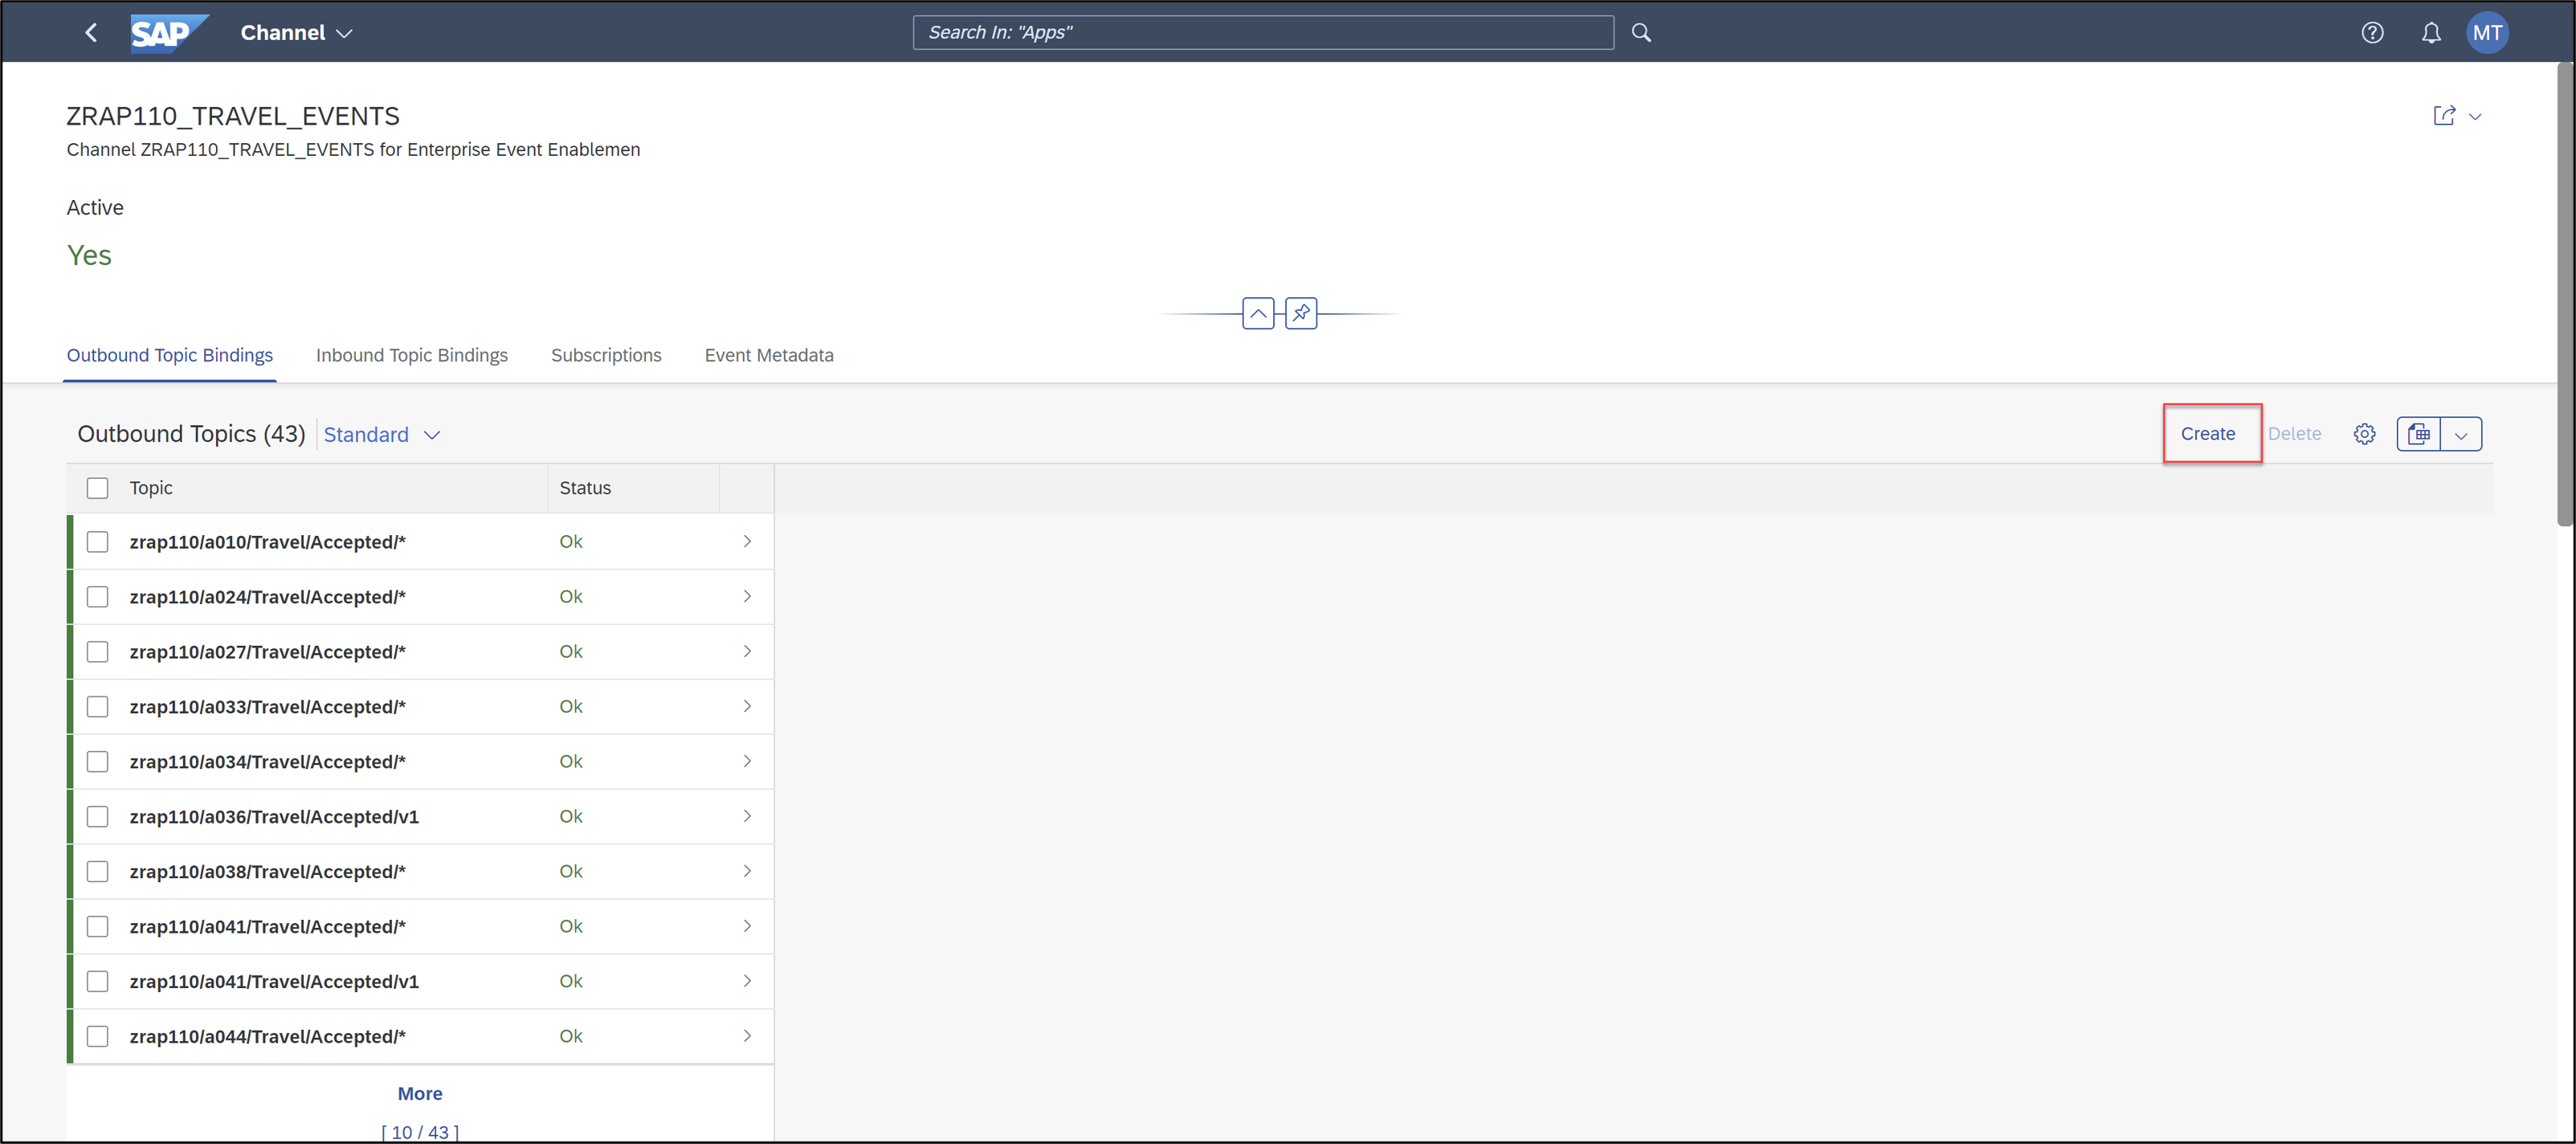 SAP Channel Search In: "Apps" MT
ZRAP110_TRAVEL_EVENTS
Channel ZRAP110_TRAVEL_EVENTS for Enterprise Event Enablemen
Active
Yes
Outbound Topic Bindings Inbound Topic Bindings Subscriptions Event Metadata
Outbound Topics (43) Standard Create Delete
Topic Status
zrap110/a010/Travel/Accepted/* Ok
zrap110/a024/Travel/Accepted/* Ok
zrap110/a027/Travel/Accepted/* Ok
zrap110/a033/Travel/Accepted/* Ok
zrap110/a034/Travel/Accepted/* Ok
zrap110/a036/Travel/Accepted/v1 Ok
zrap110/a038/Travel/Accepted/* Ok
zrap110/a041/Travel/Accepted/* Ok
zrap110/a041/Travel/Accepted/v1 Ok
zrap110/a044/Travel/Accepted/* Ok
More
[ 10 / 43 ]